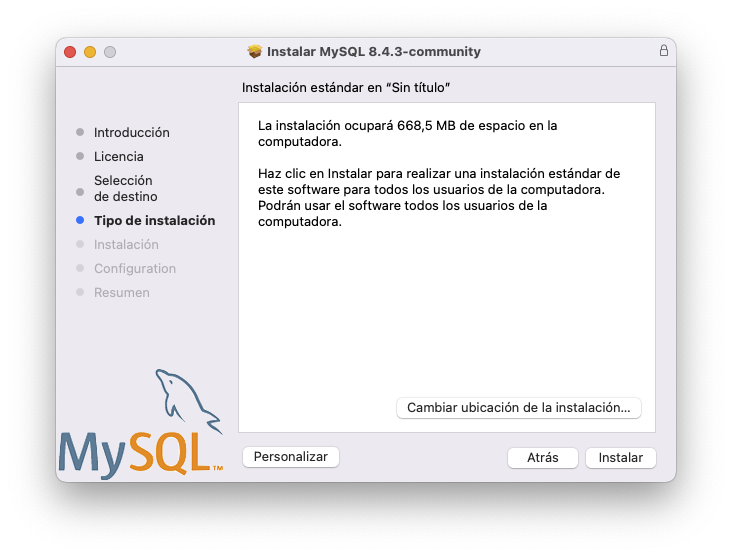 Instalar MySQL 8.4.3-community
Instalación estándar en “Sin título”
Introducción
Licencia
Selección
de destino
Tipo de instalación
Instalación
Configuration
Resumen
La instalación ocupará 668,5 MB de espacio en la
computadora.
Haz clic en Instalar para realizar una instalación estándar de
este software para todos los usuarios de la computadora.
Podrán usar el software todos los usuarios de la
computadora.
Cambiar ubicación de la instalación...
MySQL™
Personalizar
Atrás
Instalar